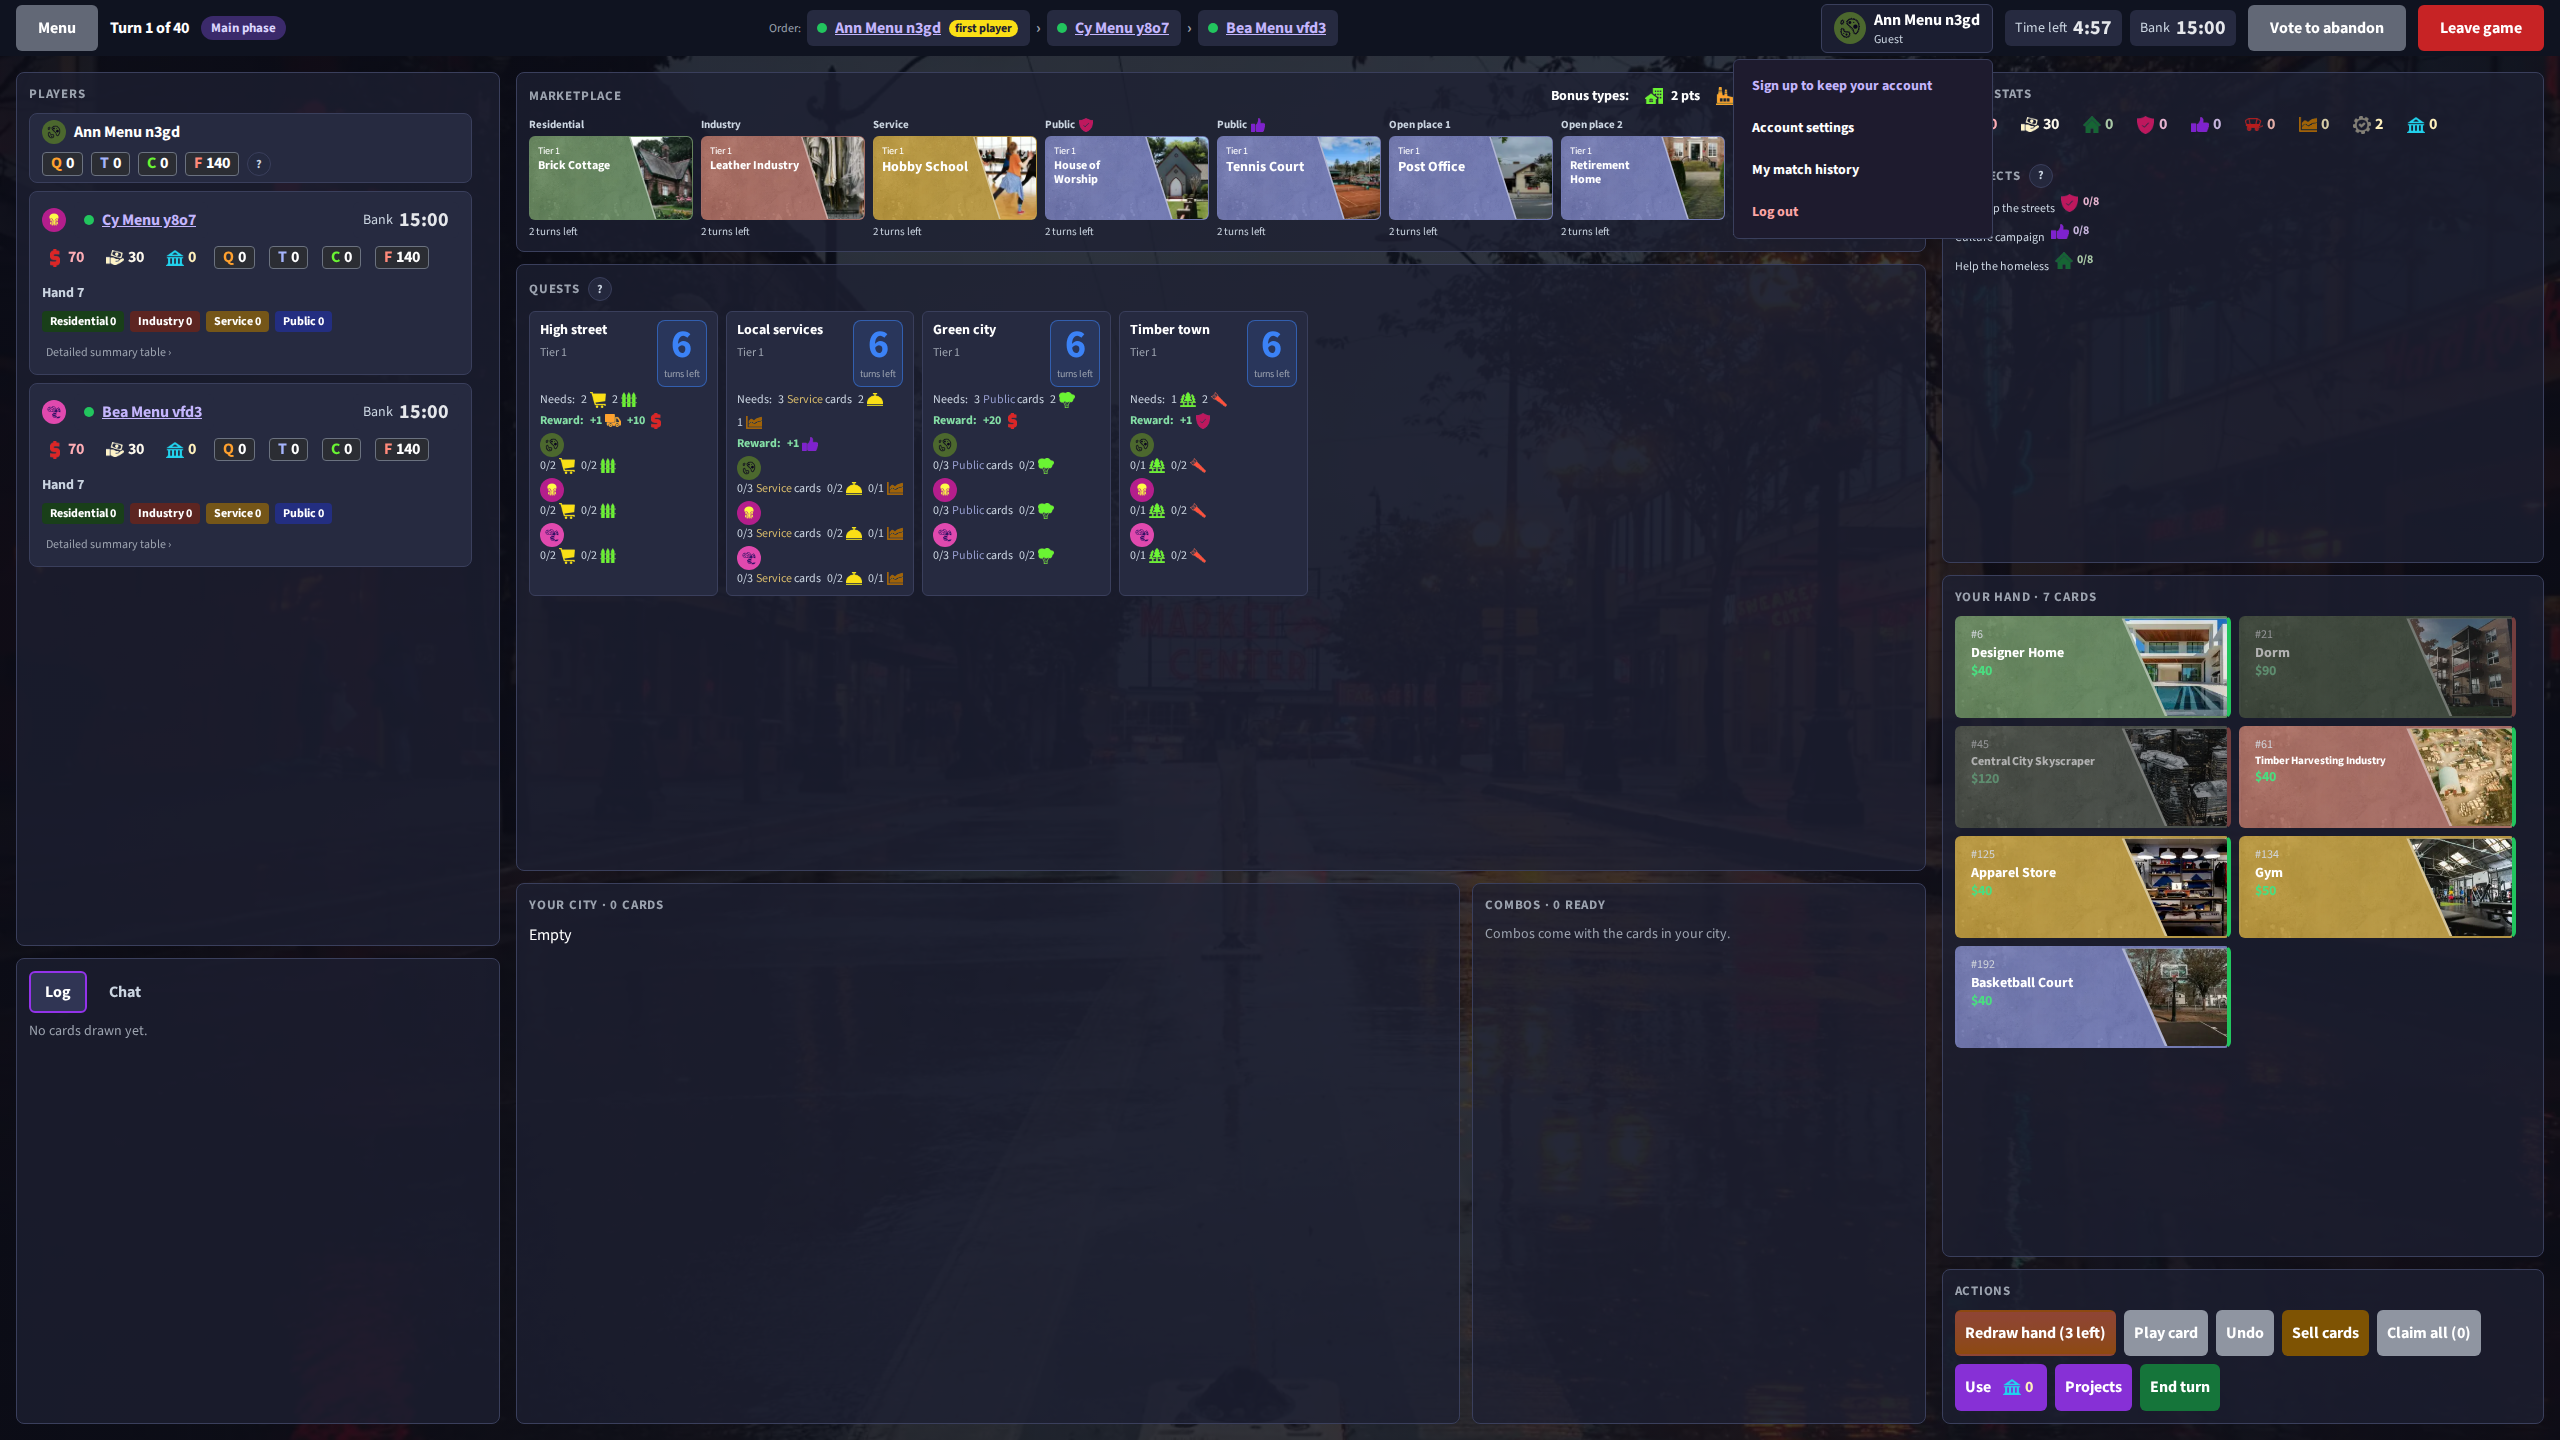 Menu
Turn 1 of 40
Main phase
Order:
Ann Menu n3gd
first player
›
Cy Menu y8o7
›
Bea Menu vfd3
Ann Menu n3gd
Guest
Time left 4:57
Bank 15:00
Vote to abandon
Leave game
Sign up to keep your account
Account settings
My match history
Log out
PLAYERS
Ann Menu n3gd
Q 0
T 0
C 0
F 140
?
Cy Menu y8o7
Bank 15:00
$ 70
30
0
Q 0
T 0
C 0
F 140
Hand 7
Residential 0
Industry 0
Service 0
Public 0
Detailed summary table ›
Bea Menu vfd3
Bank 15:00
$ 70
30
0
Q 0
T 0
C 0
F 140
Hand 7
Residential 0
Industry 0
Service 0
Public 0
Detailed summary table ›
Log
Chat
No cards drawn yet.
MARKETPLACE
Bonus types:
2 pts
Residential
Tier 1
Brick Cottage
2 turns left
Industry
Tier 1
Leather Industry
2 turns left
Service
Tier 1
Hobby School
2 turns left
Public
Tier 1
House of
Worship
2 turns left
Public
Tier 1
Tennis Court
2 turns left
Open place 1
Tier 1
Post Office
2 turns left
Open place 2
Tier 1
Retirement
Home
2 turns left
QUESTS
?
High street
Tier 1
6
turns left
Needs: 2 2
Reward: +1 +10 $
0/2 0/2
0/2 0/2
0/2 0/2
Local services
Tier 1
6
turns left
Needs: 3 Service cards 2
1
Reward: +1
0/3 Service cards 0/2 0/1
0/3 Service cards 0/2 0/1
0/3 Service cards 0/2 0/1
Green city
Tier 1
6
turns left
Needs: 3 Public cards 2
Reward: +20 $
0/3 Public cards 0/2
0/3 Public cards 0/2
0/3 Public cards 0/2
Timber town
Tier 1
6
turns left
Needs: 1 2
Reward: +1
0/1 0/2
0/1 0/2
0/1 0/2
YOUR CITY · 0 CARDS
Empty
COMBOS · 0 READY
Combos come with the cards in your city.
STATS
30
0
0
0
0
0
2
0
?
the streets 0/8
campaign 0/8
Help the homeless 0/8
YOUR HAND · 7 CARDS
#6
Designer Home
$40
#21
Dorm
$90
#45
Central City Skyscraper
$120
#61
Timber Harvesting Industry
$40
#125
Apparel Store
$40
#134
Gym
$50
#192
Basketball Court
$40
ACTIONS
Redraw hand (3 left)
Play card
Undo
Sell cards
Claim all (0)
Use 0
Projects
End turn